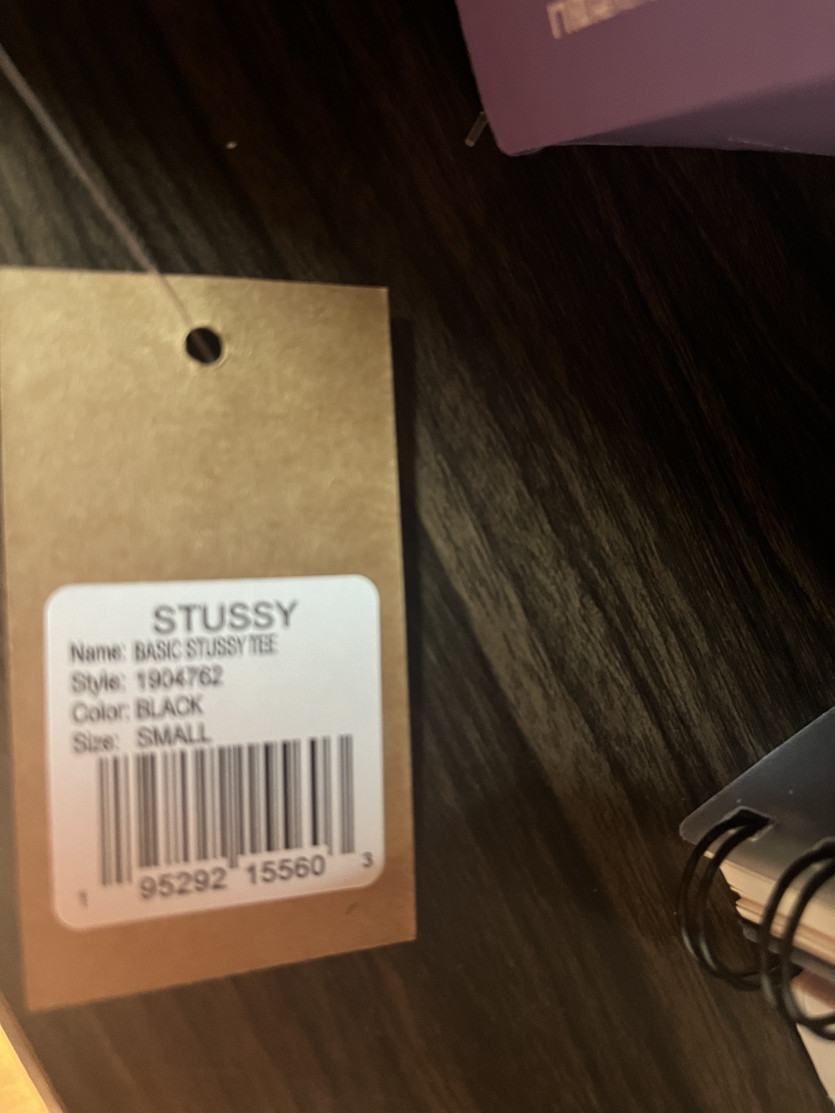 STUSSY
Name: BASIC STUSSY TEE
Style: 1904762
Color: BLACK
Size: SMALL
1 95292 15560 3